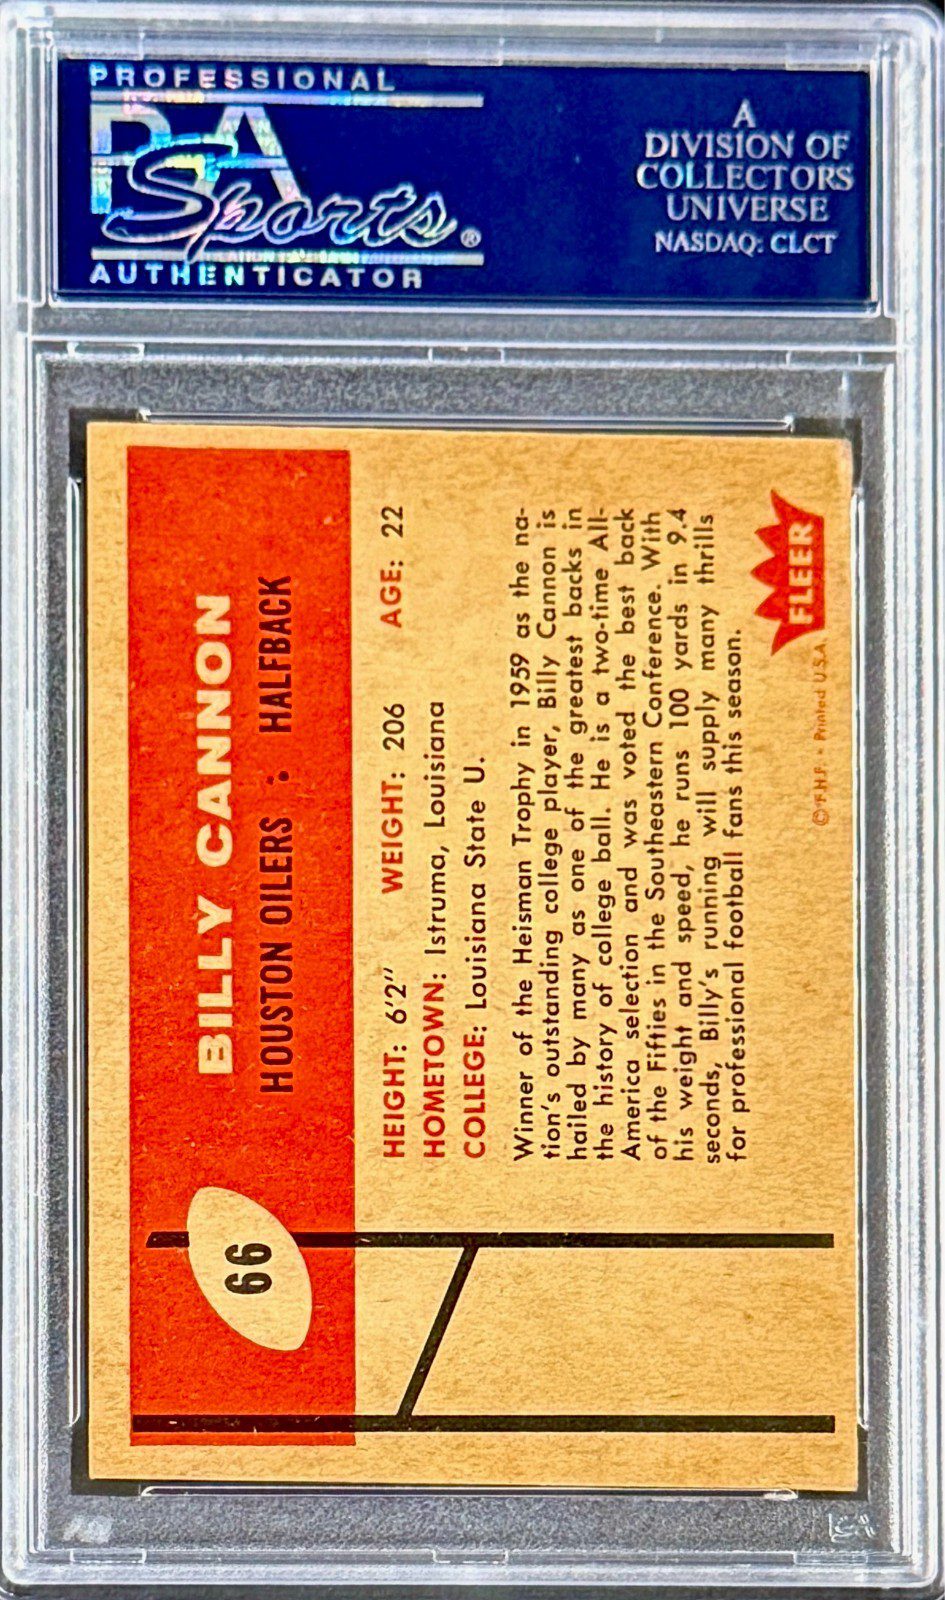 PROFESSIONAL
PSA
Sports®
AUTHENTICATOR
A
DIVISION OF
COLLECTORS
UNIVERSE
NASDAQ: CLCT
66
BILLY CANNON
HOUSTON OILERS • HALFBACK
HEIGHT: 6'2" WEIGHT: 206 AGE: 22
HOMETOWN: Istruma, Louisiana
COLLEGE: Louisiana State U.
Winner of the Heisman Trophy in 1959 as the na-
tion's outstanding college player, Billy Cannon is
hailed by many as one of the greatest backs in
the history of college ball. He is a two-time All-
America selection and was voted the best back
of the Fifties in the Southeastern Conference. With
his weight and speed, he runs 100 yards in 9.4
seconds, Billy's running will supply many thrills
for professional football fans this season.
FLEER
© F.H.F. • Printed U.S.A.